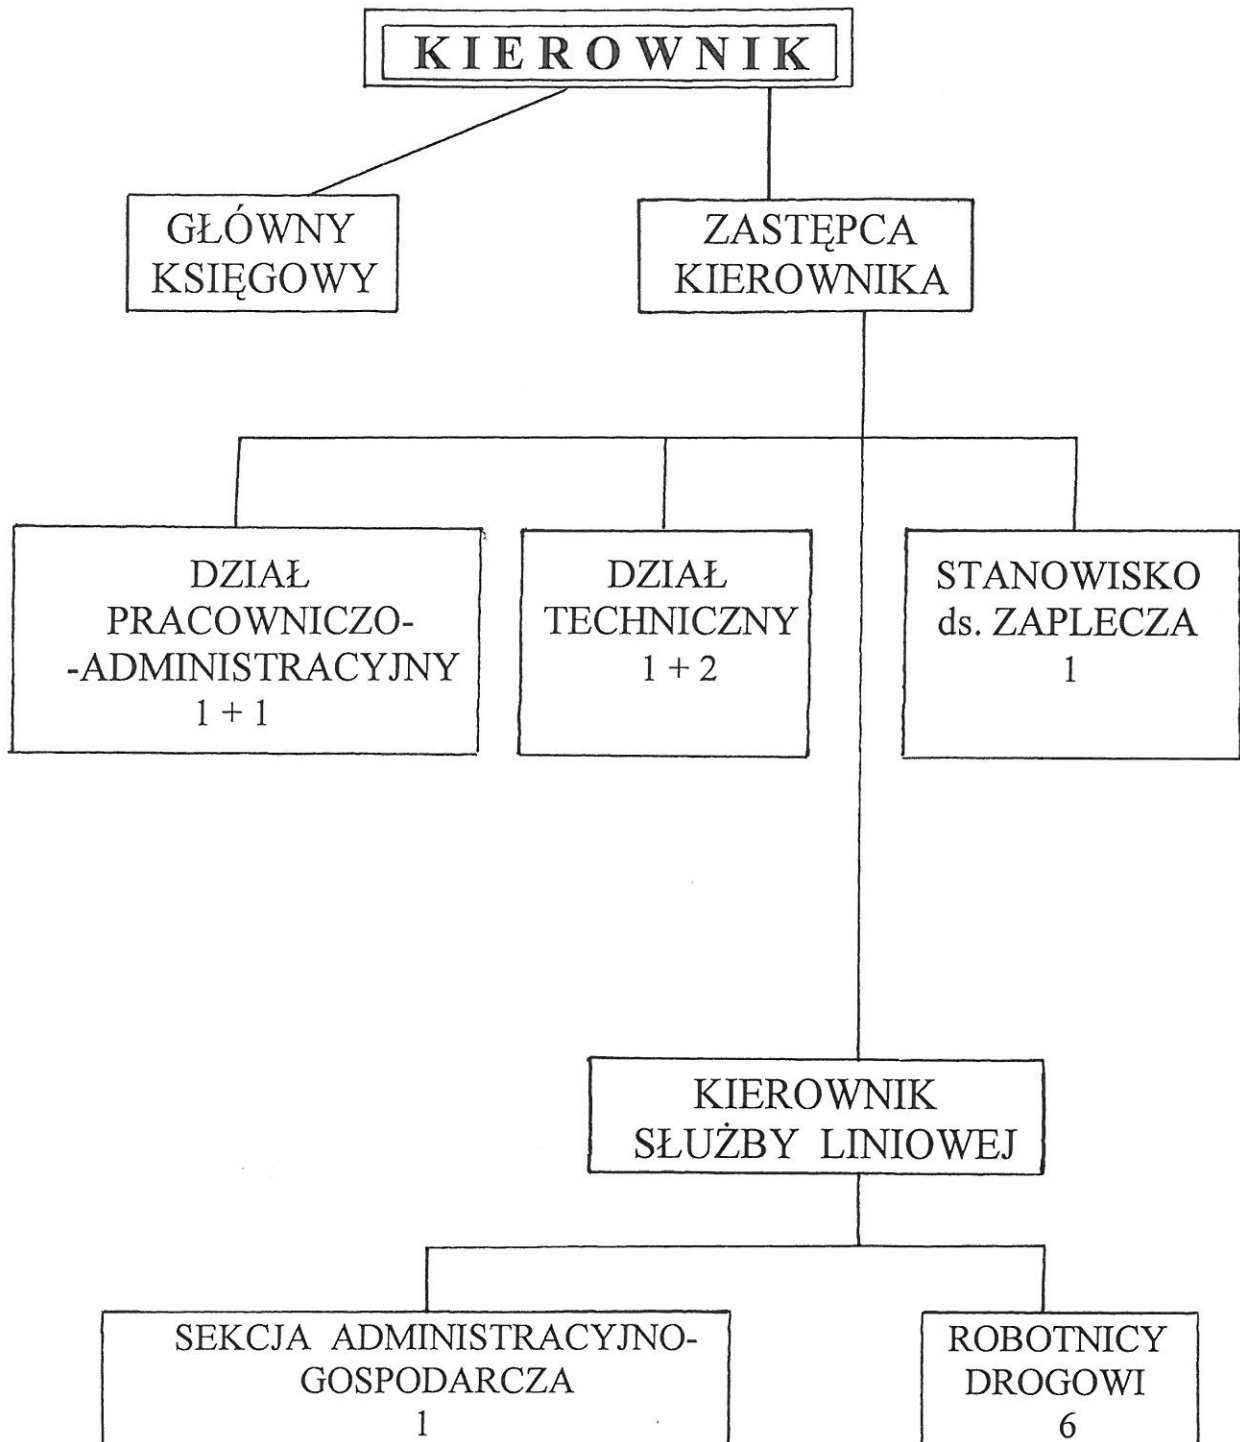 KIEROWNIK
GŁÓWNY
KSIĘGOWY
ZASTĘPCA
KIEROWNIKA
DZIAŁ
PRACOWNICZO-
-ADMINISTRACYJNY
1 + 1
DZIAŁ
TECHNICZNY
1 + 2
STANOWISKO
ds. ZAPLECZA
1
KIEROWNIK
SŁUŻBY LINIOWEJ
SEKCJA ADMINISTRACYJNO-
GOSPODARCZA
1
ROBOTNICY
DROGOWI
6